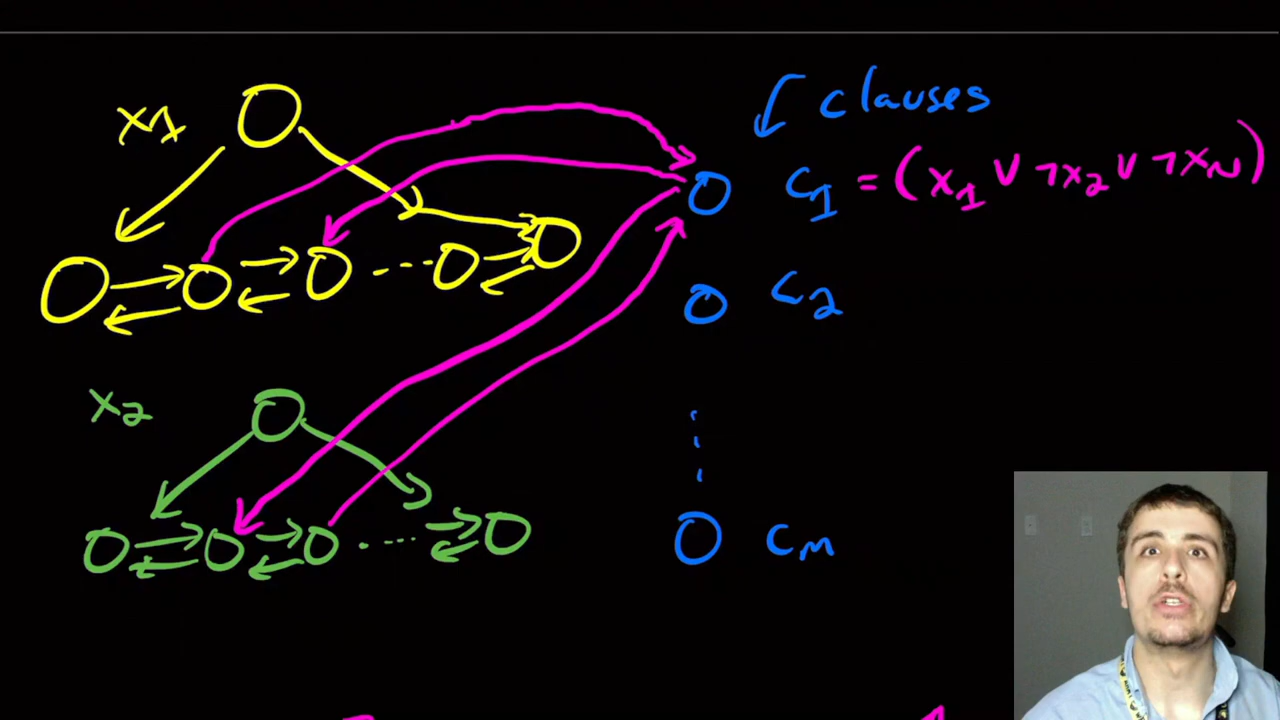 clauses
x1
C1 = (x1 ∨ ¬x2 ∨ ¬xN)
C2
x2
Cm